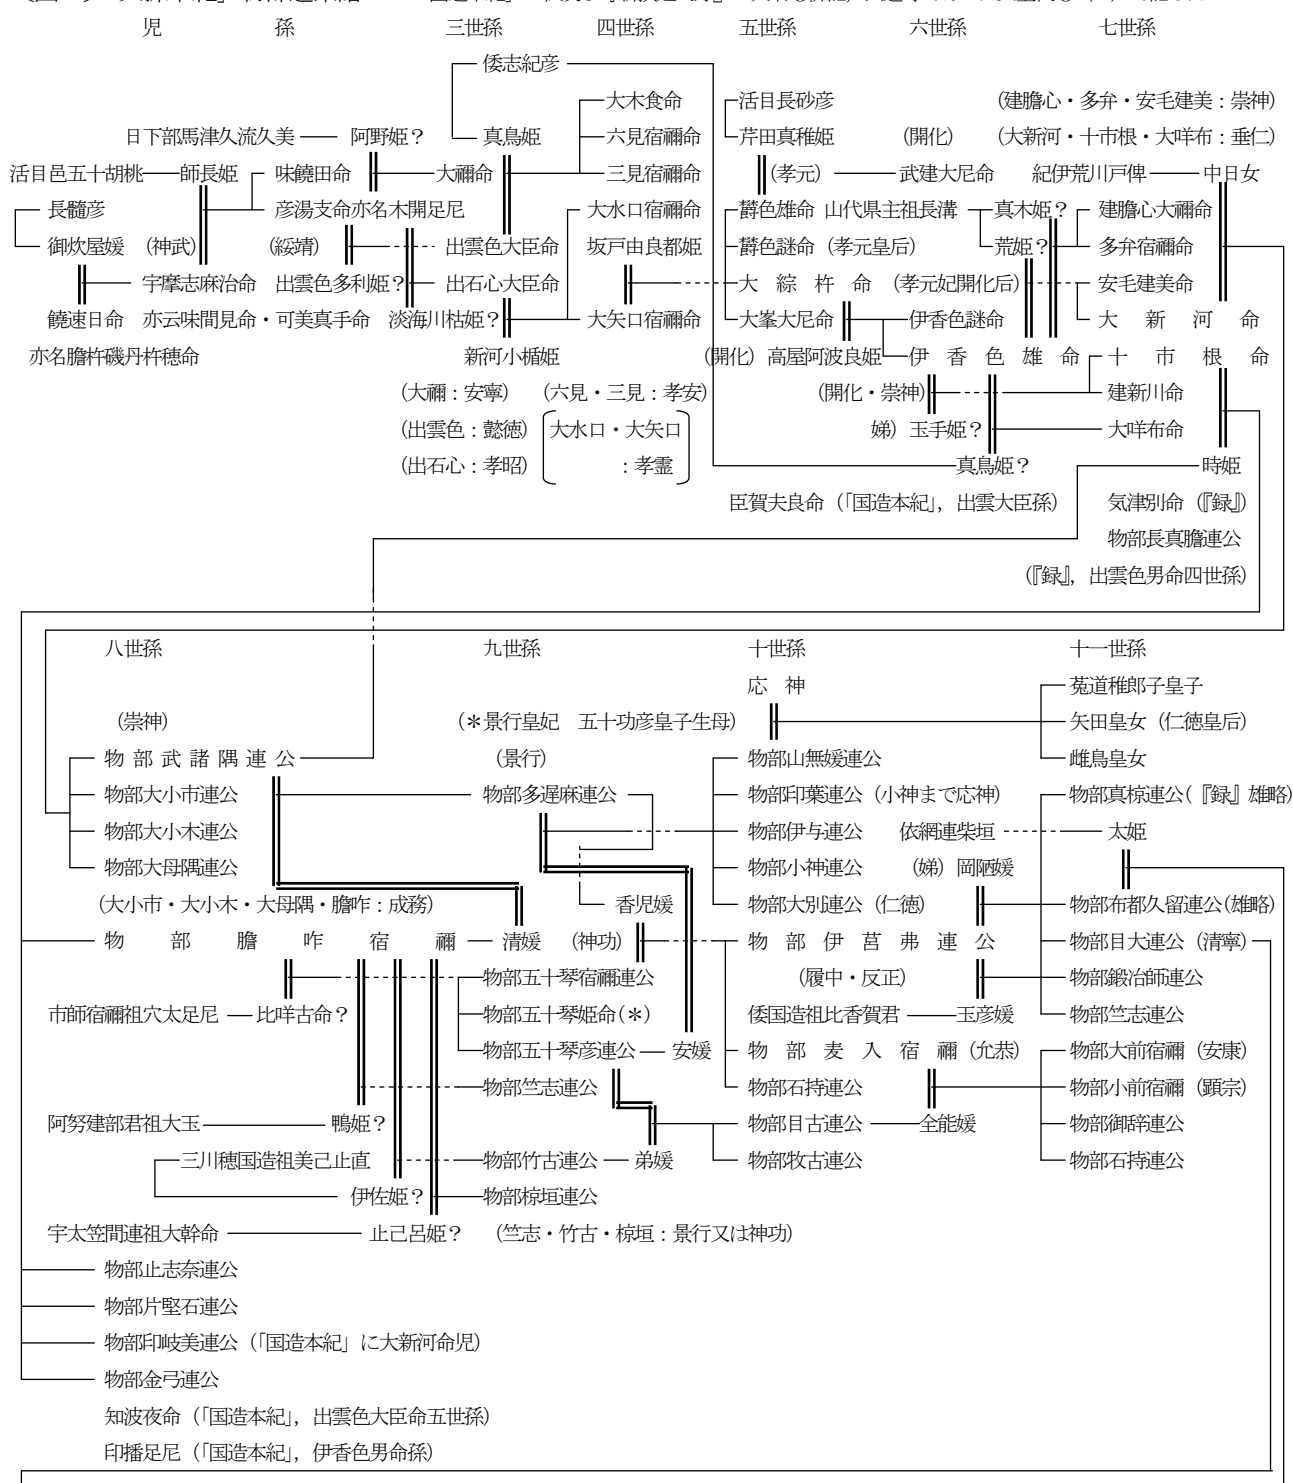 児 孫 三世孫 四世孫 五世孫 六世孫 七世孫
倭志紀彦
大木食命 活目長砂彦 (建膽心・多弁・安毛建美：崇神)
日下部馬津久流久美 阿野姫？ 真鳥姫 六見宿禰命 芹田真稚姫 (開化) (大新河・十市根・大咩布：垂仁)
活目邑五十胡桃 師長姫 味饒田命 大禰命 三見宿禰命 (孝元) 武建大尼命 紀伊荒川戸俾 中日女
長髓彦 彦湯支命亦名木開足尼 大水口宿禰命 欝色雄命 山代県主祖長溝 真木姫？ 建膽心大禰命
御炊屋媛 (神武) (綏靖) 出雲色大臣命 坂戸由良都姫 欝色謎命 (孝元皇后) 荒姫？ 多弁宿禰命
宇摩志麻治命 出雲色多利姫？ 出石心大臣命 大綜杵命 (孝元妃開化后) 安毛建美命
饒速日命 亦云味間見命・可美真手命 淡海川枯姫？ 大矢口宿禰命 大峯大尼命 伊香色謎命 大新河命
亦名膽杵磯丹杵穂命 新河小楯姫 (開化) 高屋阿波良姫 伊香色雄命 十市根命
(大禰：安寧) (六見・三見：孝安) (開化・崇神) 建新川命
(出雲色：懿徳) 大水口・大矢口 娣) 玉手姫？ 大咩布命
(出石心：孝昭) ：孝霊 真鳥姫？ 時姫
臣賀夫良命 (「国造本紀」，出雲大臣孫) 気津別命 (『録』)
物部長真膽連公
(『録』，出雲色男命四世孫)
八世孫 九世孫 十世孫 十一世孫
応神 菟道稚郎子皇子
(崇神) (＊景行皇妃 五十功彦皇子生母) 矢田皇女 (仁徳皇后)
物部武諸隅連公 (景行) 物部山無媛連公 雌鳥皇女
物部大小市連公 物部多遅麻連公 物部印葉連公 (小神まで応神) 物部真椋連公(『録』雄略)
物部大小木連公 物部伊与連公 依網連柴垣 太姫
物部大母隅連公 物部小神連公 (娣) 岡陋媛
(大小市・大小木・大母隅・膽咋：成務) 香児媛 物部大別連公 (仁徳) 物部布都久留連公(雄略)
物部膽咋宿禰 清媛 (神功) 物部伊莒弗連公 物部目大連公 (清寧)
物部五十琴宿禰連公 (履中・反正) 物部鍛冶師連公
市師宿禰祖穴太足尼 比咩古命？ 物部五十琴姫命(＊) 倭国造祖比香賀君 玉彦媛 物部竺志連公
物部五十琴彦連公 安媛 物部麦入宿禰 (允恭) 物部大前宿禰 (安康)
物部竺志連公 物部石持連公 物部小前宿禰 (顕宗)
阿努建部君祖大玉 鴨姫？ 物部目古連公 全能媛 物部御辞連公
三川穂国造祖美己止直 物部竹古連公 弟媛 物部牧古連公 物部石持連公
伊佐姫？ 物部椋垣連公
宇太笠間連祖大幹命 止己呂姫？ (竺志・竹古・椋垣：景行又は神功)
物部止志奈連公
物部片堅石連公
物部印岐美連公 (「国造本紀」に大新河命児)
物部金弓連公
知波夜命 (「国造本紀」，出雲色大臣命五世孫)
印播足尼 (「国造本紀」，伊香色男命孫)